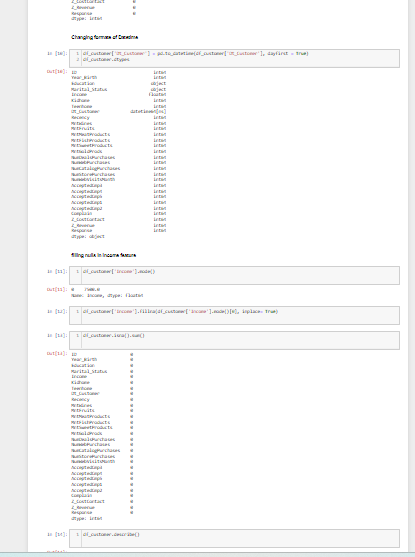 Z_CostContact 0
Z_Revenue 0
Response 0
dtype: int64
Changing formate of Datetime
In [10]: 1 df_customer['Dt_Customer'] = pd.to_datetime(df_customer['Dt_Customer'], dayfirst = True)
2 df_customer.dtypes
Out[10]: ID int64
Year_Birth int64
Education object
Marital_Status object
Income float64
Kidhome int64
Teenhome int64
Dt_Customer datetime64[ns]
Recency int64
MntWines int64
MntFruits int64
MntMeatProducts int64
MntFishProducts int64
MntSweetProducts int64
MntGoldProds int64
NumDealsPurchases int64
NumWebPurchases int64
NumCatalogPurchases int64
NumStorePurchases int64
NumWebVisitsMonth int64
AcceptedCmp3 int64
AcceptedCmp4 int64
AcceptedCmp5 int64
AcceptedCmp1 int64
AcceptedCmp2 int64
Complain int64
Z_CostContact int64
Z_Revenue int64
Response int64
dtype: object
filling nulls in Income feature
In [11]: 1 df_customer['Income'].mode()
Out[11]: 0 7500.0
Name: Income, dtype: float64
In [12]: 1 df_customer['Income'].fillna(df_customer['Income'].mode()[0], inplace= True)
In [13]: 1 df_customer.isna().sum()
Out[13]: ID 0
Year_Birth 0
Education 0
Marital_Status 0
Income 0
Kidhome 0
Teenhome 0
Dt_Customer 0
Recency 0
MntWines 0
MntFruits 0
MntMeatProducts 0
MntFishProducts 0
MntSweetProducts 0
MntGoldProds 0
NumDealsPurchases 0
NumWebPurchases 0
NumCatalogPurchases 0
NumStorePurchases 0
NumWebVisitsMonth 0
AcceptedCmp3 0
AcceptedCmp4 0
AcceptedCmp5 0
AcceptedCmp1 0
AcceptedCmp2 0
Complain 0
Z_CostContact 0
Z_Revenue 0
Response 0
dtype: int64
In [14]: 1 df_customer.describe()